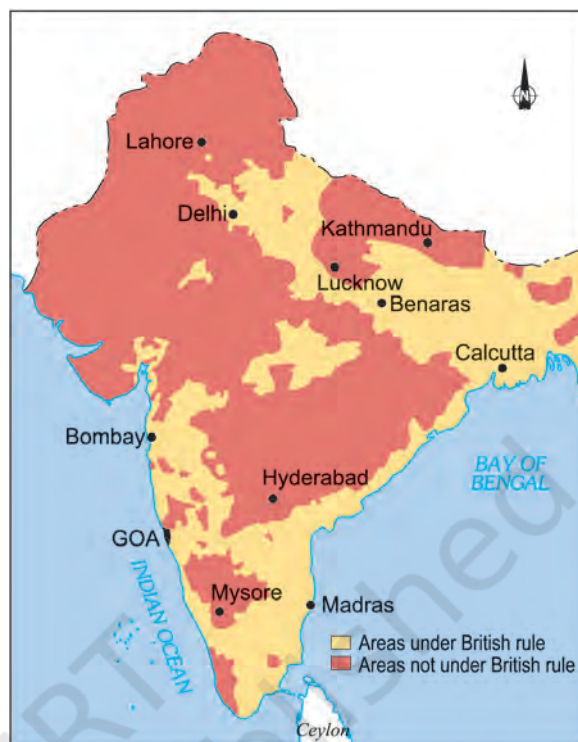 N
Lahore
Delhi
Kathmandu
Lucknow
Benaras
Calcutta
Bombay
BAY OF
BENGAL
Hyderabad
GOA
INDIAN OCEAN
Mysore
Madras
Areas under British rule
Areas not under British rule
Ceylon